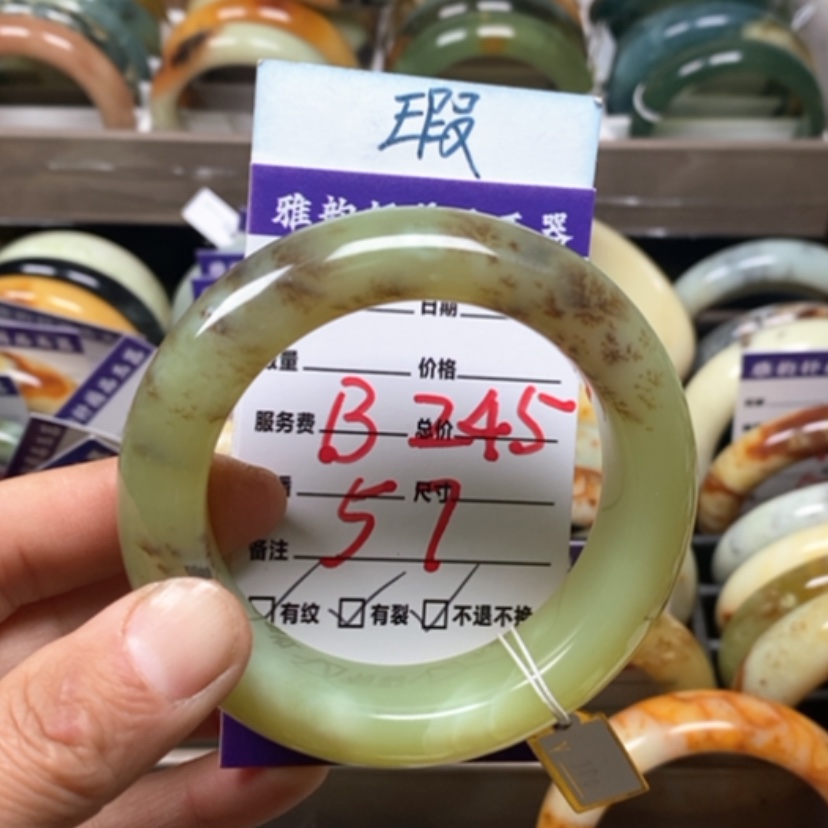 瑕
雅韵
器
日期
量 价格
服务费 B 总价 245
尺寸
57
备注
有纹 有裂 不退不换